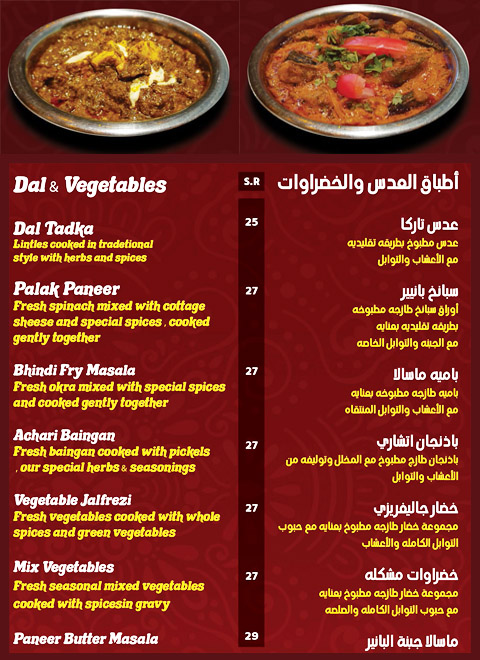 Dal & Vegetables
S.R
أطباق العدس والخضراوات
Dal Tadka
Linties cooked in tradetional
style with herbs and spices
25
عدس تاركا
عدس مطبوخ بطريقه تقليديه
مع الأعشاب والتوابل
Palak Paneer
Fresh spinach mixed with cottage
sheese and special spices , cooked
gently together
27
سبانخ بانيير
أوراق سبانخ طازجه مطبوخه
بطريقه تقليديه بعنايه
مع الجبنه والتوابل الخاصه
Bhindi Fry Masala
Fresh okra mixed with special spices
and cooked gently together
27
باميه ماسالا
باميه طازجه مطبوخه بعنايه
مع الأعشاب والتوابل المنتقاه
Achari Baingan
Fresh baingan cooked with pickels
, our special herbs & seasonings
27
باذنجان اتشاري
باذنجان طازج مطبوخ مع المخلل وتوليفه من
الأعشاب والتوابل
Vegetable Jalfrezi
Fresh vegetables cooked with whole
spices and green vegetables
27
خضار جاليفريزي
مجموعة خضار طازجه مطبوخ بعنايه مع حبوب
التوابل الكامله والأعشاب
Mix Vegetables
Fresh seasonal mixed vegetables
cooked with spicesin gravy
27
خضراوات مشكله
مجموعة خضار طازجه مطبوخ بعنايه
مع حبوب التوابل الكامله والصلصه
Paneer Butter Masala
29
ماسالا جبنة البانير